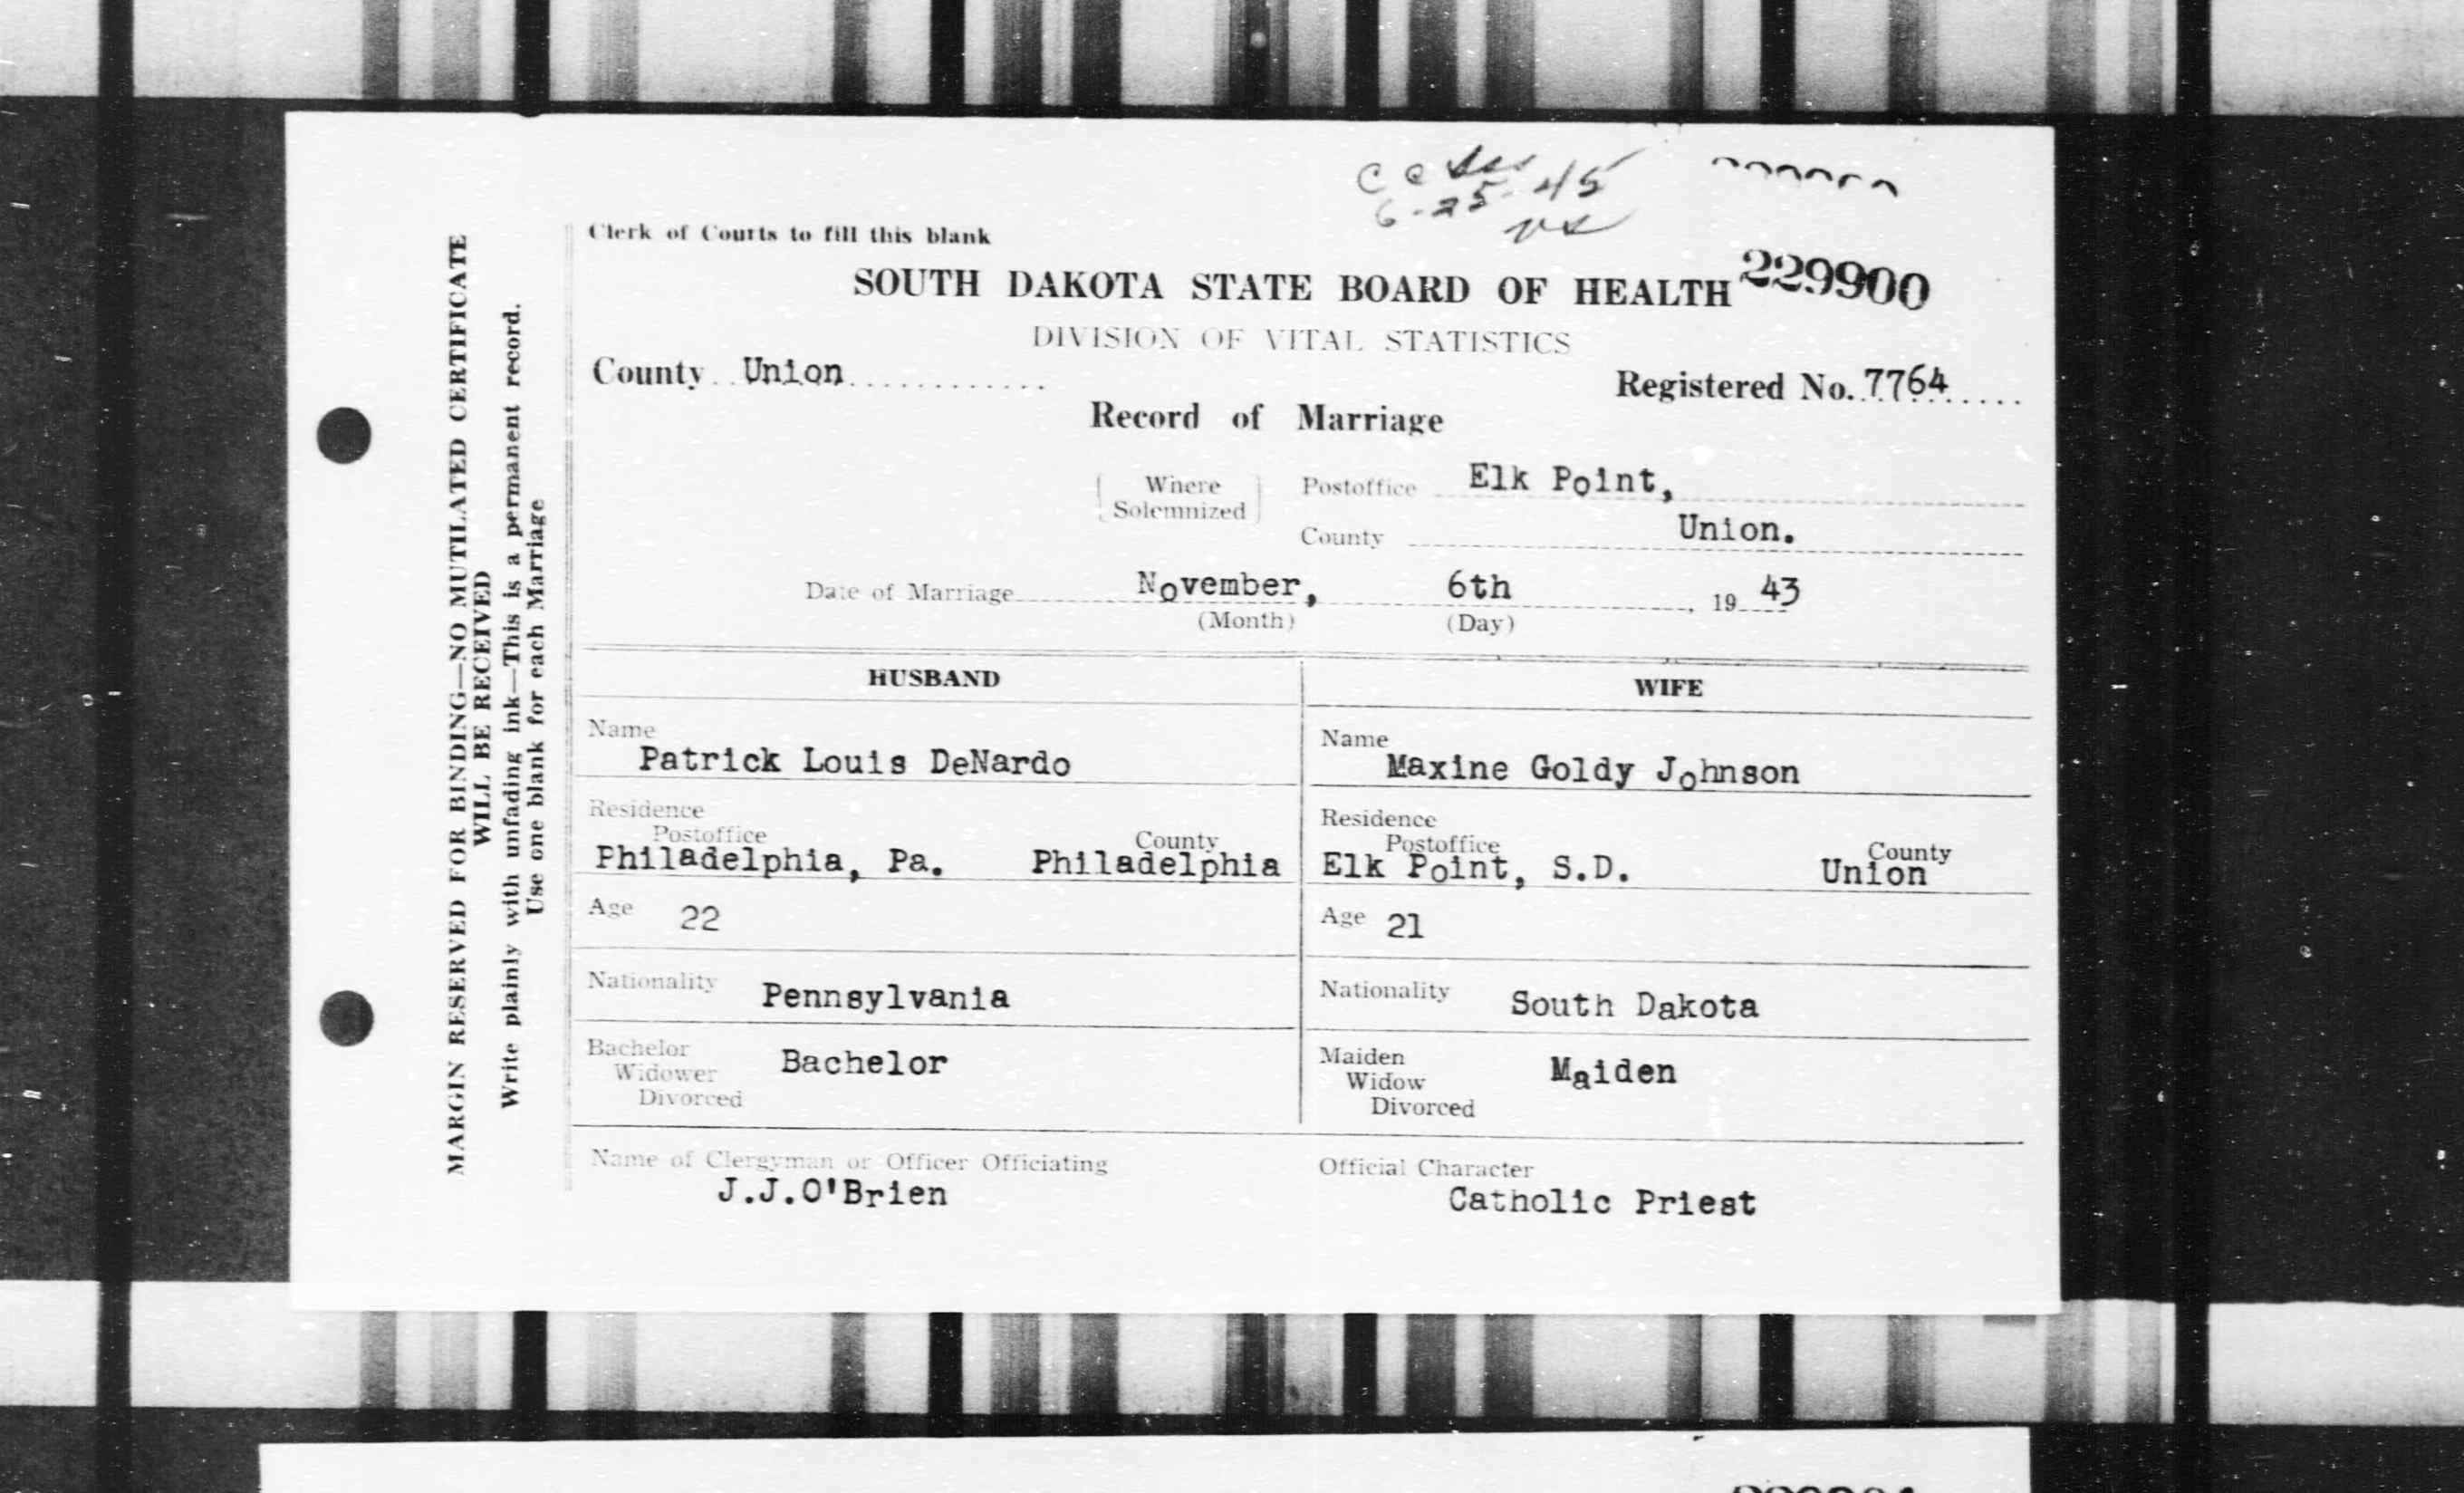 6-25-45
Clerk of Courts to fill this blank
SOUTH DAKOTA STATE BOARD OF HEALTH 229900
DIVISION OF VITAL STATISTICS
County Union
Registered No. 7764
Record of Marriage
Where Solemnized
Postoffice Elk Point,
County Union.
Date of Marriage November, 6th, 19 43
(Month) (Day)
HUSBAND
Name
Patrick Louis DeNardo
Residence
Postoffice County
Philadelphia, Pa. Philadelphia
Age 22
Nationality Pennsylvania
Bachelor Bachelor
Widower
Divorced
WIFE
Name
Maxine Goldy Johnson
Residence
Postoffice County
Elk Point, S.D. Union
Age 21
Nationality South Dakota
Maiden Maiden
Widow
Divorced
Name of Clergyman or Officer Officiating
J.J.O'Brien
Official Character
Catholic Priest
MARGIN RESERVED FOR BINDING—NO MUTILATED CERTIFICATE
WILL BE RECEIVED
Write plainly with unfading ink—This is a permanent record.
Use one blank for each Marriage